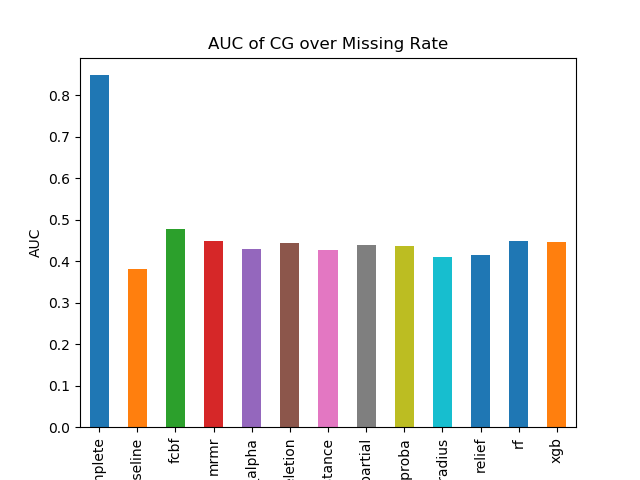 AUC of CG over Missing Rate
AUC
0.8
0.7
0.6
0.5
0.4
0.3
0.2
0.1
0.0
nplete
seline
fcbf
mrmr
alpha
letion
tance
partial
proba
radius
relief
rf
xgb